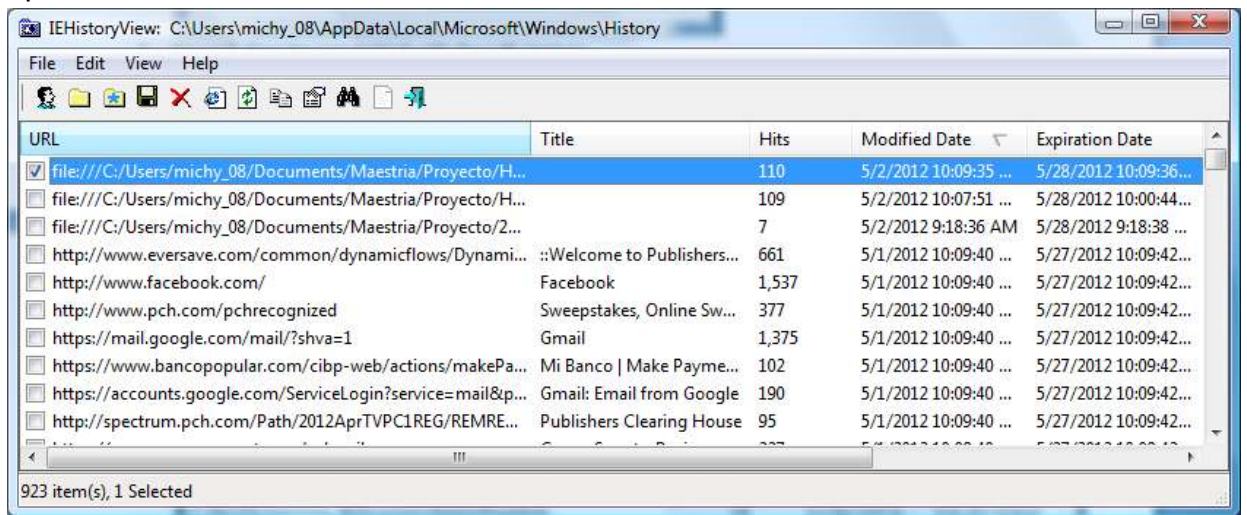 IEHistoryView: C:\Users\michy_08\AppData\Local\Microsoft\Windows\History
File Edit View Help
URL Title Hits Modified Date Expiration Date
file:///C:/Users/michy_08/Documents/Maestria/Proyecto/H... 110 5/2/2012 10:09:35 ... 5/28/2012 10:09:36...
file:///C:/Users/michy_08/Documents/Maestria/Proyecto/H... 109 5/2/2012 10:07:51 ... 5/28/2012 10:00:44...
file:///C:/Users/michy_08/Documents/Maestria/Proyecto/2... 7 5/2/2012 9:18:36 AM 5/28/2012 9:18:38 ...
http://www.eversave.com/common/dynamicflows/Dynami... ::Welcome to Publishers... 661 5/1/2012 10:09:40 ... 5/27/2012 10:09:42...
http://www.facebook.com/ Facebook 1,537 5/1/2012 10:09:40 ... 5/27/2012 10:09:42...
http://www.pch.com/pchrecognized Sweepstakes, Online Sw... 377 5/1/2012 10:09:40 ... 5/27/2012 10:09:42...
https://mail.google.com/mail/?shva=1 Gmail 1,375 5/1/2012 10:09:40 ... 5/27/2012 10:09:42...
https://www.bancopopular.com/cibp-web/actions/makePa... Mi Banco | Make Payme... 102 5/1/2012 10:09:40 ... 5/27/2012 10:09:42...
https://accounts.google.com/ServiceLogin?service=mail&p... Gmail: Email from Google 190 5/1/2012 10:09:40 ... 5/27/2012 10:09:42...
http://spectrum.pch.com/Path/2012AprTVPC1REG/REMRE... Publishers Clearing House 95 5/1/2012 10:09:40 ... 5/27/2012 10:09:42...
923 item(s), 1 Selected